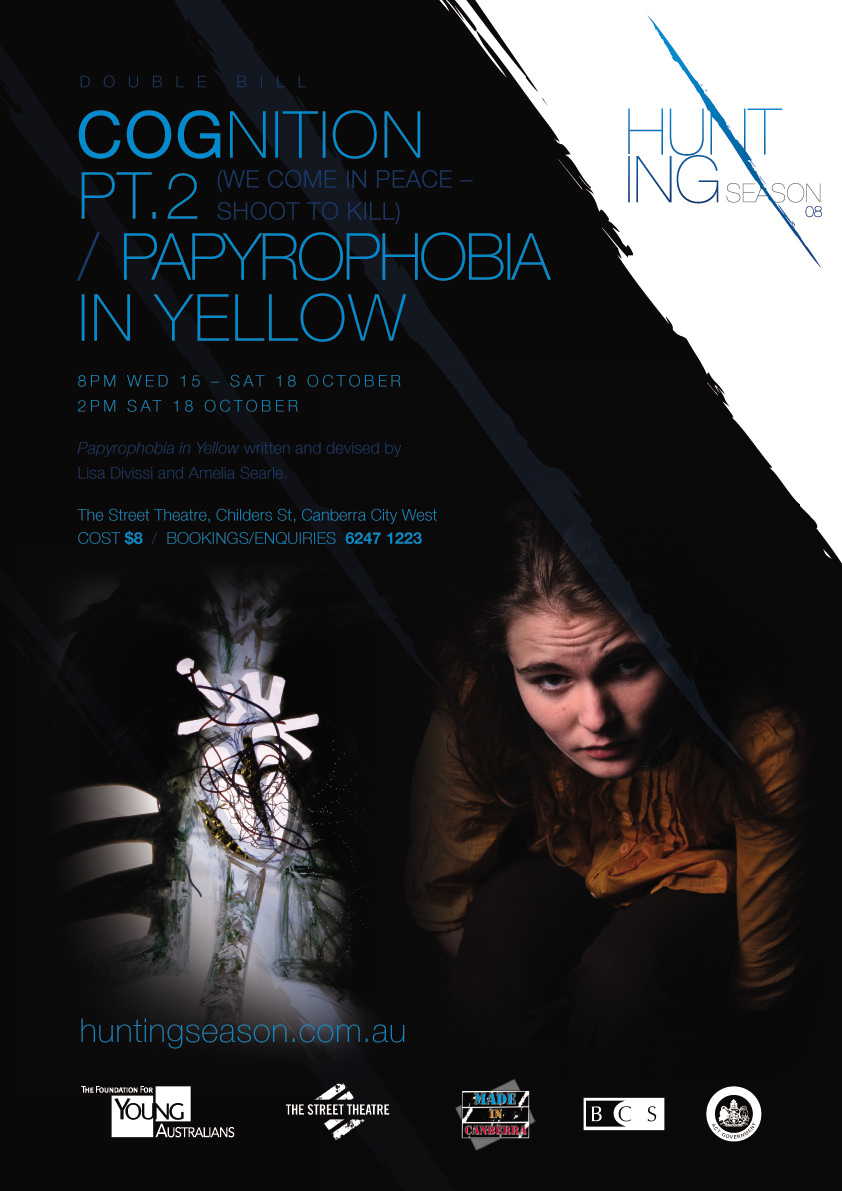 DOUBLE BILL
COGNITION
PT.2 (WE COME IN PEACE –
SHOOT TO KILL)
/ PAPYROPHOBIA
IN YELLOW
8PM WED 15 – SAT 18 OCTOBER
2PM SAT 18 OCTOBER
Papyrophobia in Yellow written and devised by
Lisa Divissi and Amelia Searle.
The Street Theatre, Childers St, Canberra City West
COST $8 / BOOKINGS/ENQUIRIES 6247 1223
HUNT
ING SEASON
08
huntingseason.com.au
THE FOUNDATION FOR
YOUNG
AUSTRALIANS
THE STREET THEATRE
MADE
IN
CANBERRA
BCS
ACT GOVERNMENT